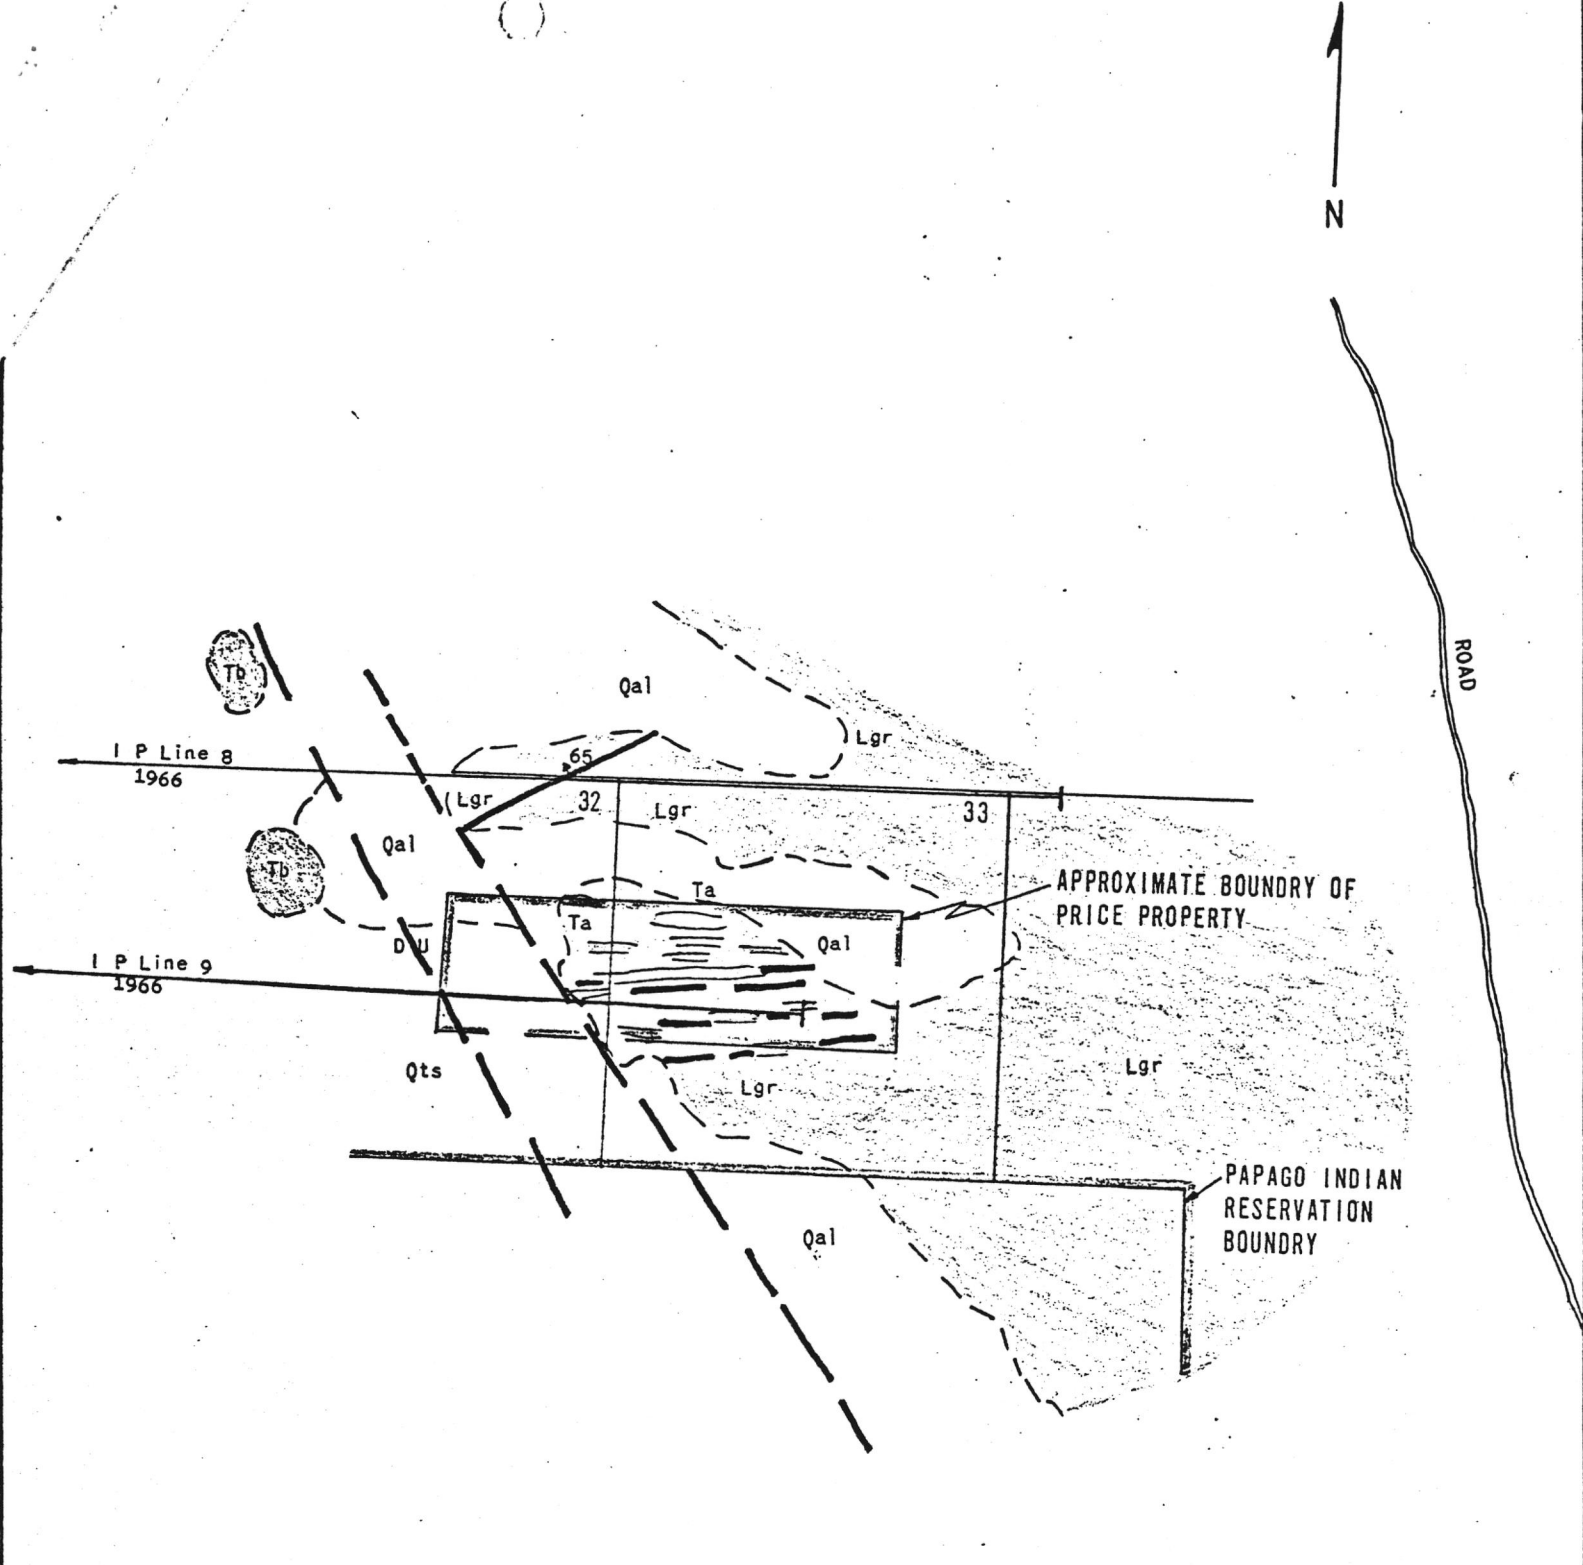 N
ROAD
Tb
Qal
Lgr
I P Line 8
1966
65
Lgr
32
Lgr
33
Qal
Tb
APPROXIMATE BOUNDRY OF
PRICE PROPERTY
Ta
Ta
Qal
D U
I P Line 9
1966
Qts
Lgr
Lgr
PAPAGO INDIAN
RESERVATION
BOUNDRY
Qal